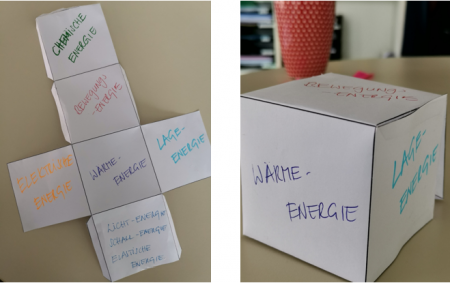 CHEMISCHE
ENERGIE
BEWEGUNGS
-ENERGIE
ELEKTRISCHE
ENERGIE
WÄRME-
ENERGIE
LAGE-
ENERGIE
LICHT-ENERGIE
SCHALL-ENERGIE
ELASTISCHE
ENERGIE
BEWEGUNG-
-ENERGIE
WÄRME-
ENERGIE
LAGE-
ENERGIE